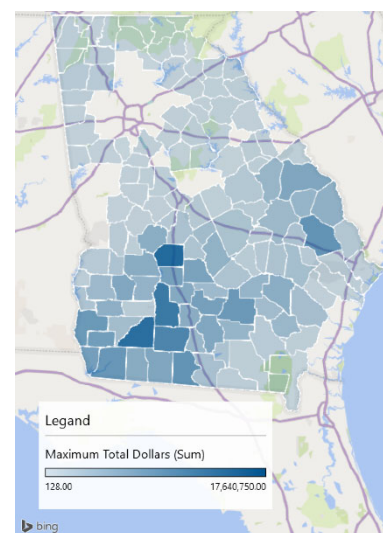 Legand
Maximum Total Dollars (Sum)
128.00 17,640,750.00
bing